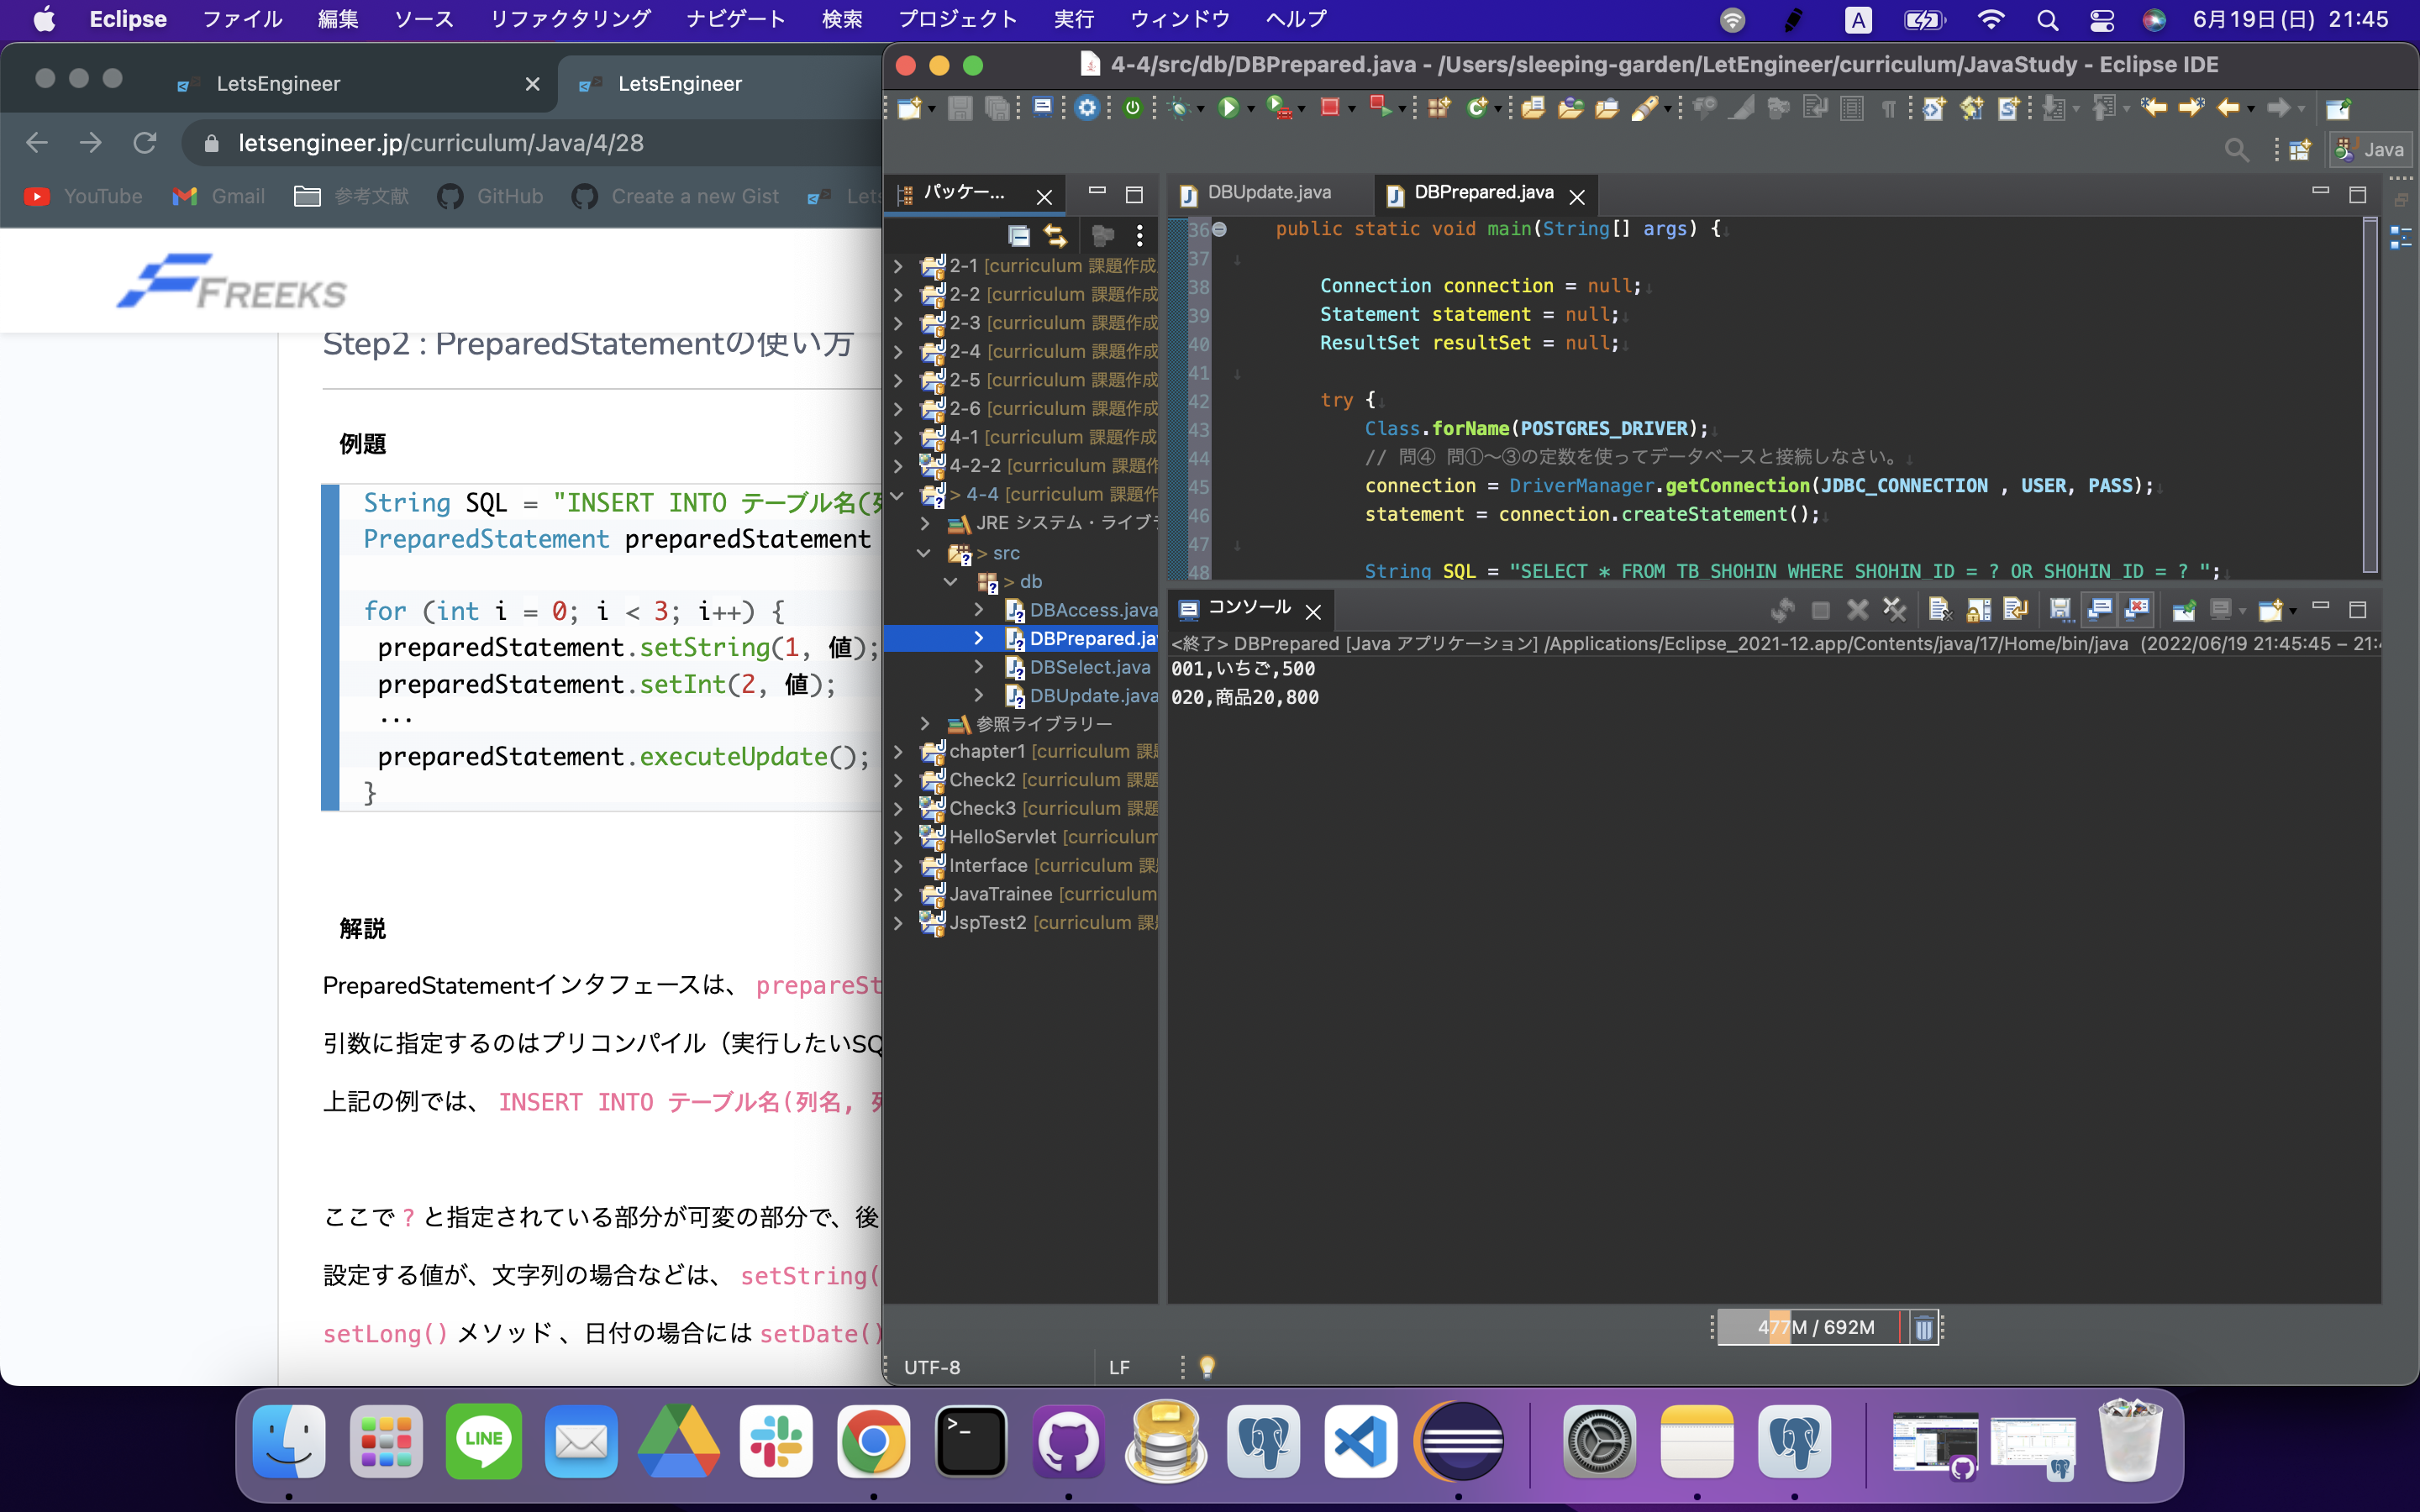 Eclipse ファイル 編集 ソース リファクタリング ナビゲート 検索 プロジェクト 実行 ウィンドウ ヘルプ A 6月19日(日) 21:45
LetsEngineer
LetsEngineer
letsengineer.jp/curriculum/Java/4/28
YouTube Gmail 参考文献 GitHub Create a new Gist Lets
FREEKS
Step2 : PreparedStatementの使い方
例題
String SQL = "INSERT INTO テーブル名(列
PreparedStatement preparedStatement
for (int i = 0; i < 3; i++) {
preparedStatement.setString(1, 値);
preparedStatement.setInt(2, 値);
...
preparedStatement.executeUpdate();
}
解説
PreparedStatementインタフェースは、 prepareSt
引数に指定するのはプリコンパイル（実行したいSQ
上記の例では、 INSERT INTO テーブル名(列名, 列
ここで ? と指定されている部分が可変の部分で、後
設定する値が、文字列の場合などは、 setString(
setLong() メソッド 、日付の場合には setDate()
4-4/src/db/DBPrepared.java - /Users/sleeping-garden/LetEngineer/curriculum/JavaStudy - Eclipse IDE
Java
パッケー...
2-1 [curriculum 課題作成
2-2 [curriculum 課題作成
2-3 [curriculum 課題作成
2-4 [curriculum 課題作成
2-5 [curriculum 課題作成
2-6 [curriculum 課題作成
4-1 [curriculum 課題作成
4-2-2 [curriculum 課題作
> 4-4 [curriculum 課題作
JRE システム・ライブラ
> src
> db
DBAccess.java
DBPrepared.ja
DBSelect.java
DBUpdate.java
参照ライブラリー
chapter1 [curriculum 課題
Check2 [curriculum 課題
Check3 [curriculum 課題
HelloServlet [curriculum
Interface [curriculum 課題
JavaTrainee [curriculum
JspTest2 [curriculum 課題
DBUpdate.java
DBPrepared.java
36 public static void main(String[] args) {
37
38 Connection connection = null;
39 Statement statement = null;
40 ResultSet resultSet = null;
41
42 try {
43 Class.forName(POSTGRES_DRIVER);
44 // 問④ 問①〜③の定数を使ってデータベースと接続しなさい。
45 connection = DriverManager.getConnection(JDBC_CONNECTION , USER, PASS);
46 statement = connection.createStatement();
47
48 String SQL = "SELECT * FROM TB_SHOHIN WHERE SHOHIN_ID = ? OR SHOHIN_ID = ? ";
コンソール
<終了> DBPrepared [Java アプリケーション] /Applications/Eclipse_2021-12.app/Contents/java/17/Home/bin/java (2022/06/19 21:45:45 – 21:4
001,いちご,500
020,商品20,800
477M / 692M
UTF-8 LF
LINE
>_